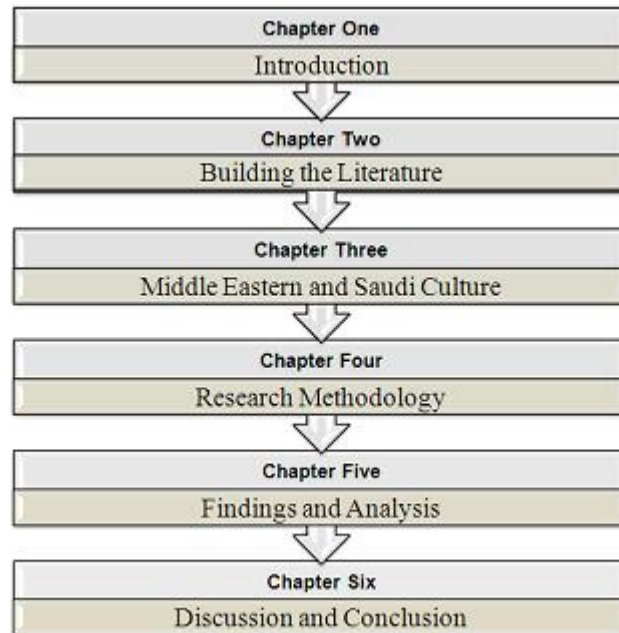 Chapter One
Introduction
Chapter Two
Building the Literature
Chapter Three
Middle Eastern and Saudi Culture
Chapter Four
Research Methodology
Chapter Five
Findings and Analysis
Chapter Six
Discussion and Conclusion